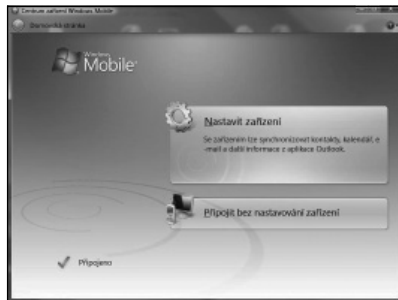 Centrum zařízení Windows Mobile
Domovská stránka
Windows
Mobile
Nastavit zařízení
Se zařízením lze synchronizovat kontakty, kalendář, e
-mail a další informace z aplikace Outlook.
Připojit bez nastavování zařízení
Připojeno